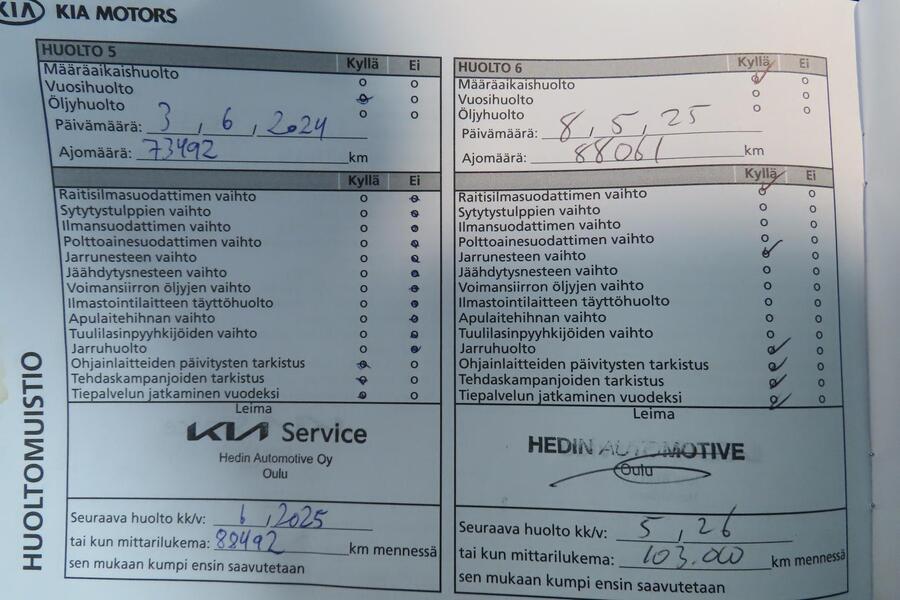 KIA KIA MOTORS
HUOLTOMUISTIO
HUOLTO 5
Kyllä Ei
Määräaikaishuolto
Vuosihuolto
Öljyhuolto
Päivämäärä: 3, 6, 2024
Ajomäärä: 73492 km
Kyllä Ei
Raitisilmasuodattimen vaihto
Sytytystulppien vaihto
Ilmansuodattimen vaihto
Polttoainesuodattimen vaihto
Jarrunesteen vaihto
Jäähdytysnesteen vaihto
Voimansiirron öljyjen vaihto
Ilmastointilaitteen täyttöhuolto
Apulaitehihnan vaihto
Tuulilasinpyyhkijöiden vaihto
Jarruhuolto
Ohjainlaitteiden päivitysten tarkistus
Tehdaskampanjoiden tarkistus
Tiepalvelun jatkaminen vuodeksi
Leima
KIA Service
Hedin Automotive Oy
Oulu
Seuraava huolto kk/v: 6, 2025
tai kun mittarilukema: 88492 km mennessä
sen mukaan kumpi ensin saavutetaan
HUOLTO 6
Kyllä Ei
Määräaikaishuolto
Vuosihuolto
Öljyhuolto
Päivämäärä: 8, 5, 25
Ajomäärä: 88061 km
Kyllä Ei
Raitisilmasuodattimen vaihto
Sytytystulppien vaihto
Ilmansuodattimen vaihto
Polttoainesuodattimen vaihto
Jarrunesteen vaihto
Jäähdytysnesteen vaihto
Voimansiirron öljyjen vaihto
Ilmastointilaitteen täyttöhuolto
Apulaitehihnan vaihto
Tuulilasinpyyhkijöiden vaihto
Jarruhuolto
Ohjainlaitteiden päivitysten tarkistus
Tehdaskampanjoiden tarkistus
Tiepalvelun jatkaminen vuodeksi
Leima
HEDIN AUTOMOTIVE
Oulu
Seuraava huolto kk/v: 5, 26
tai kun mittarilukema: 103.000 km mennessä
sen mukaan kumpi ensin saavutetaan